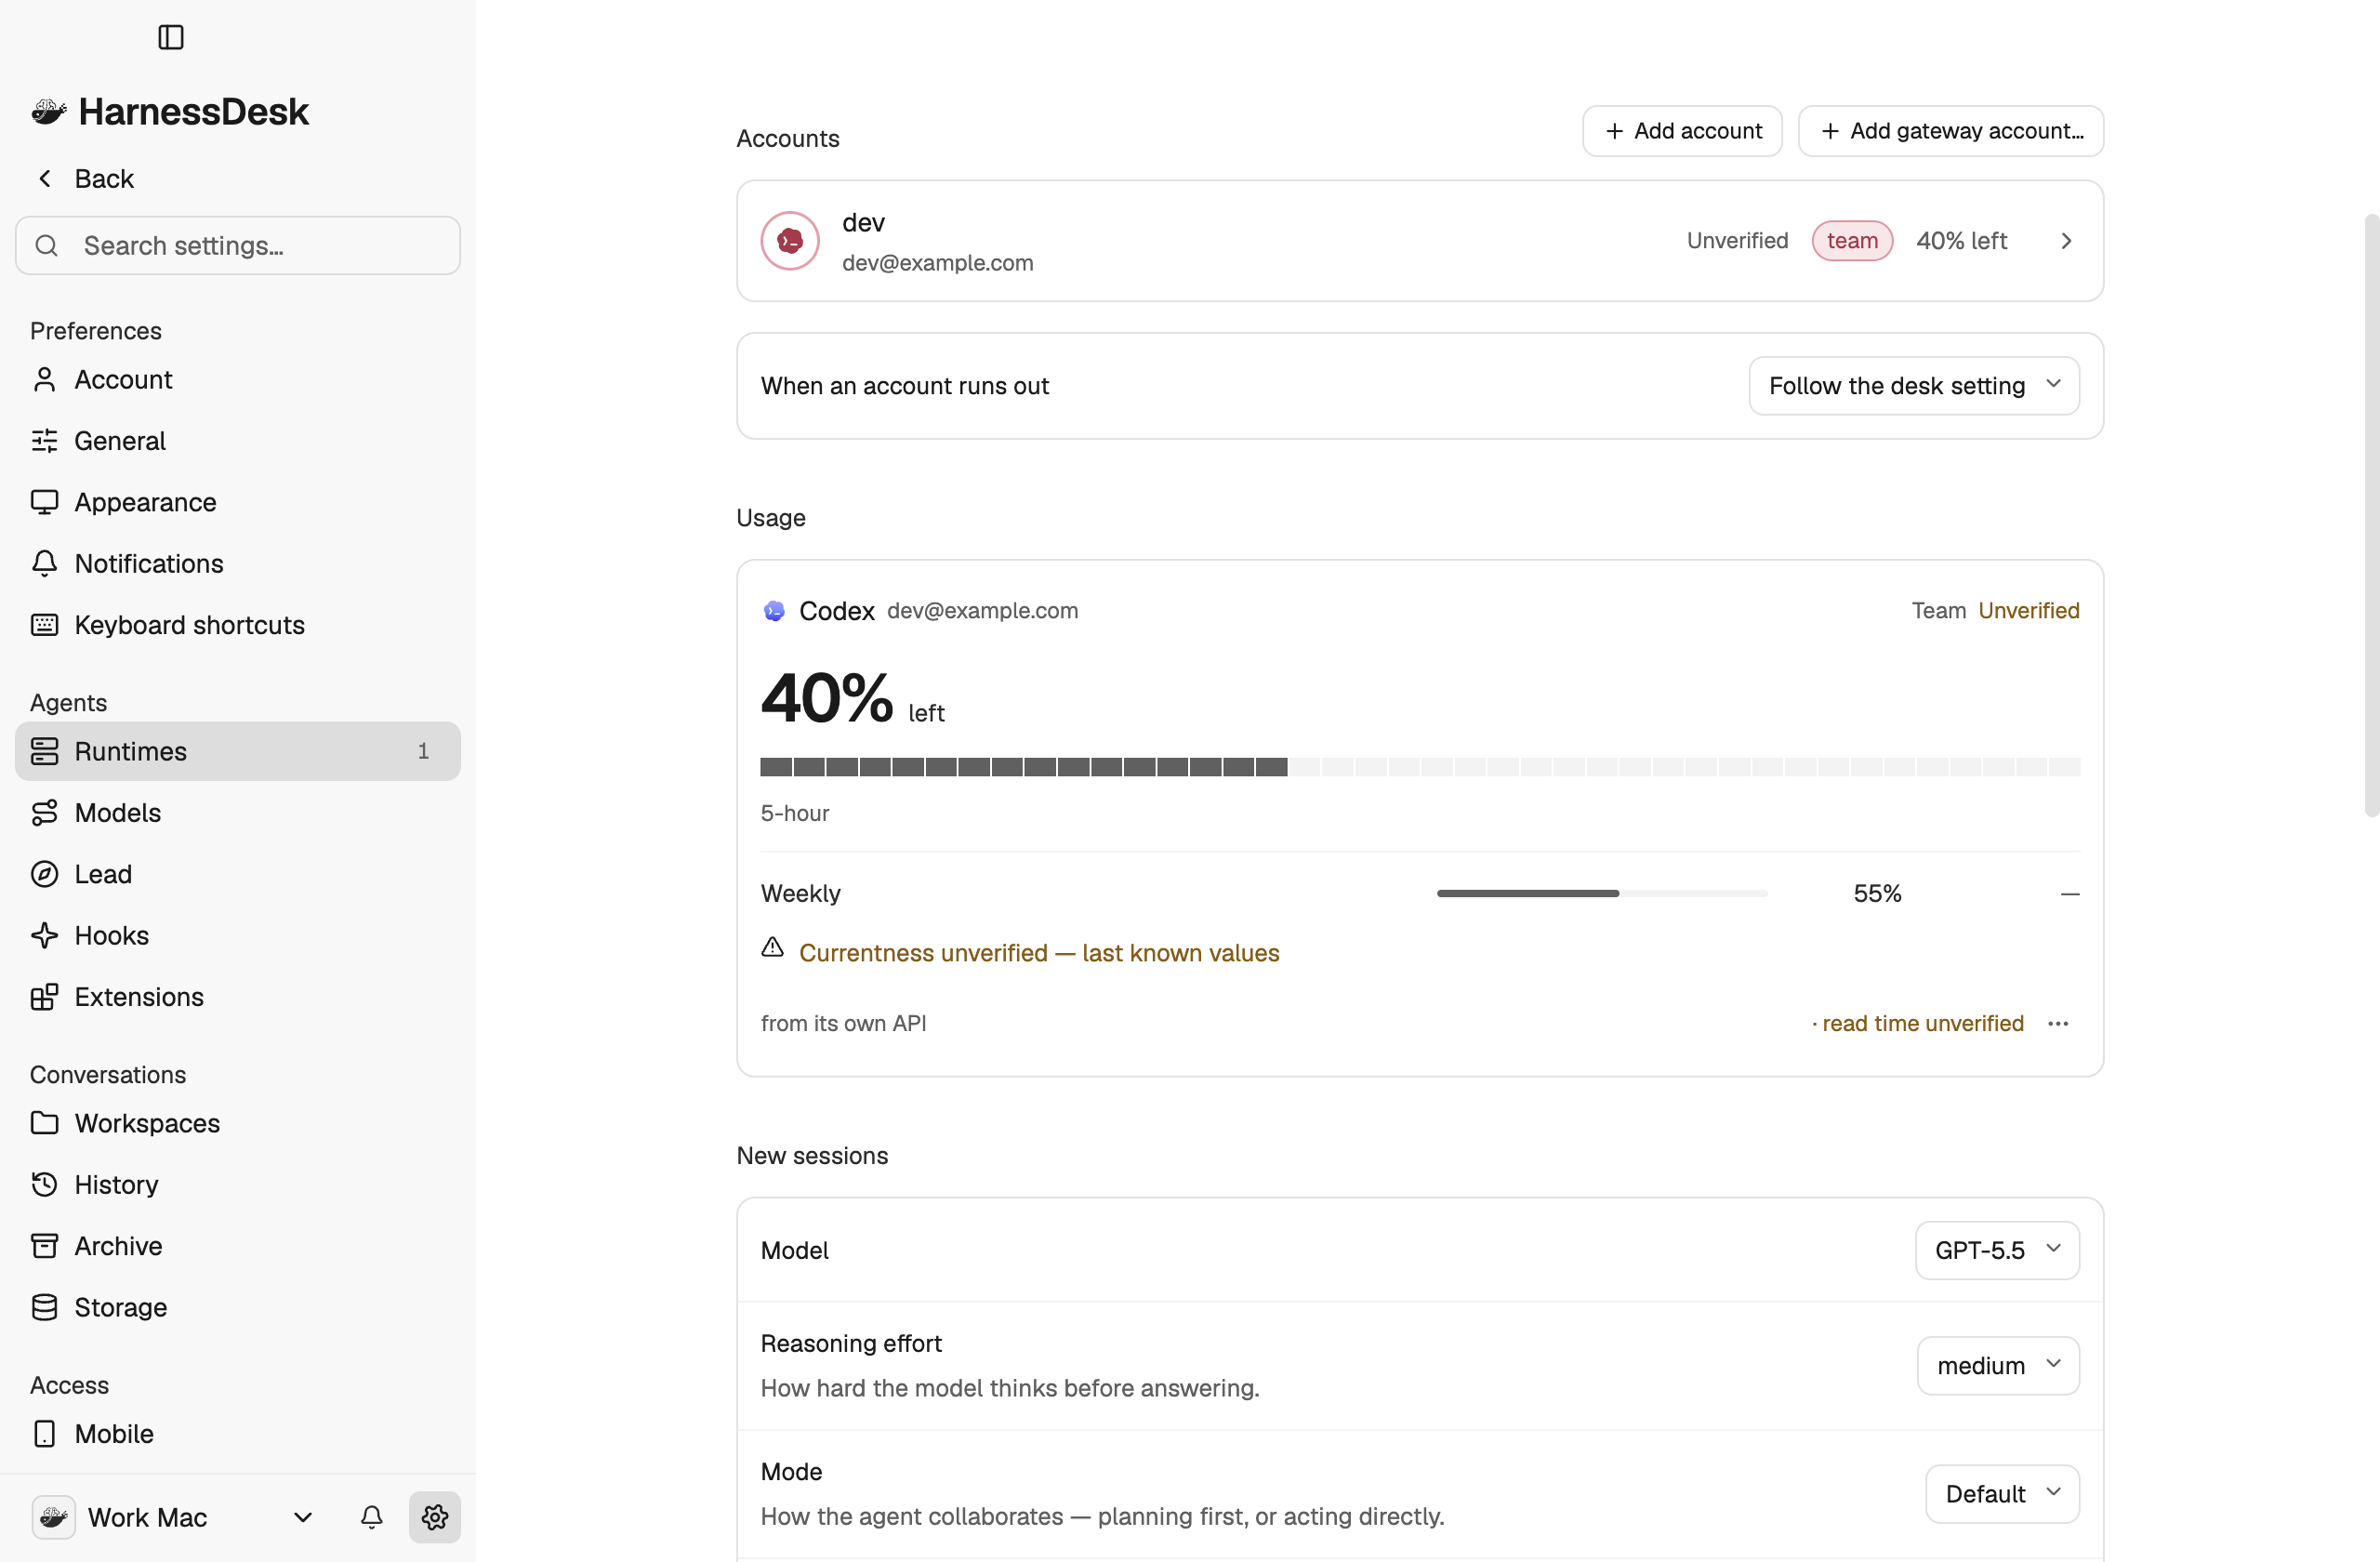 HarnessDesk
Back
Search settings...
Preferences
Account
General
Appearance
Notifications
Keyboard shortcuts
Agents
Runtimes 1
Models
Lead
Hooks
Extensions
Conversations
Workspaces
History
Archive
Storage
Access
Mobile
Work Mac
Accounts
Add account
Add gateway account...
dev
dev@example.com
Unverified team 40% left
When an account runs out
Follow the desk setting
Usage
Codex dev@example.com
Team Unverified
40% left
5-hour
Weekly 55% —
Currentness unverified — last known values
from its own API
· read time unverified
New sessions
Model
GPT-5.5
Reasoning effort
How hard the model thinks before answering.
medium
Mode
How the agent collaborates — planning first, or acting directly.
Default